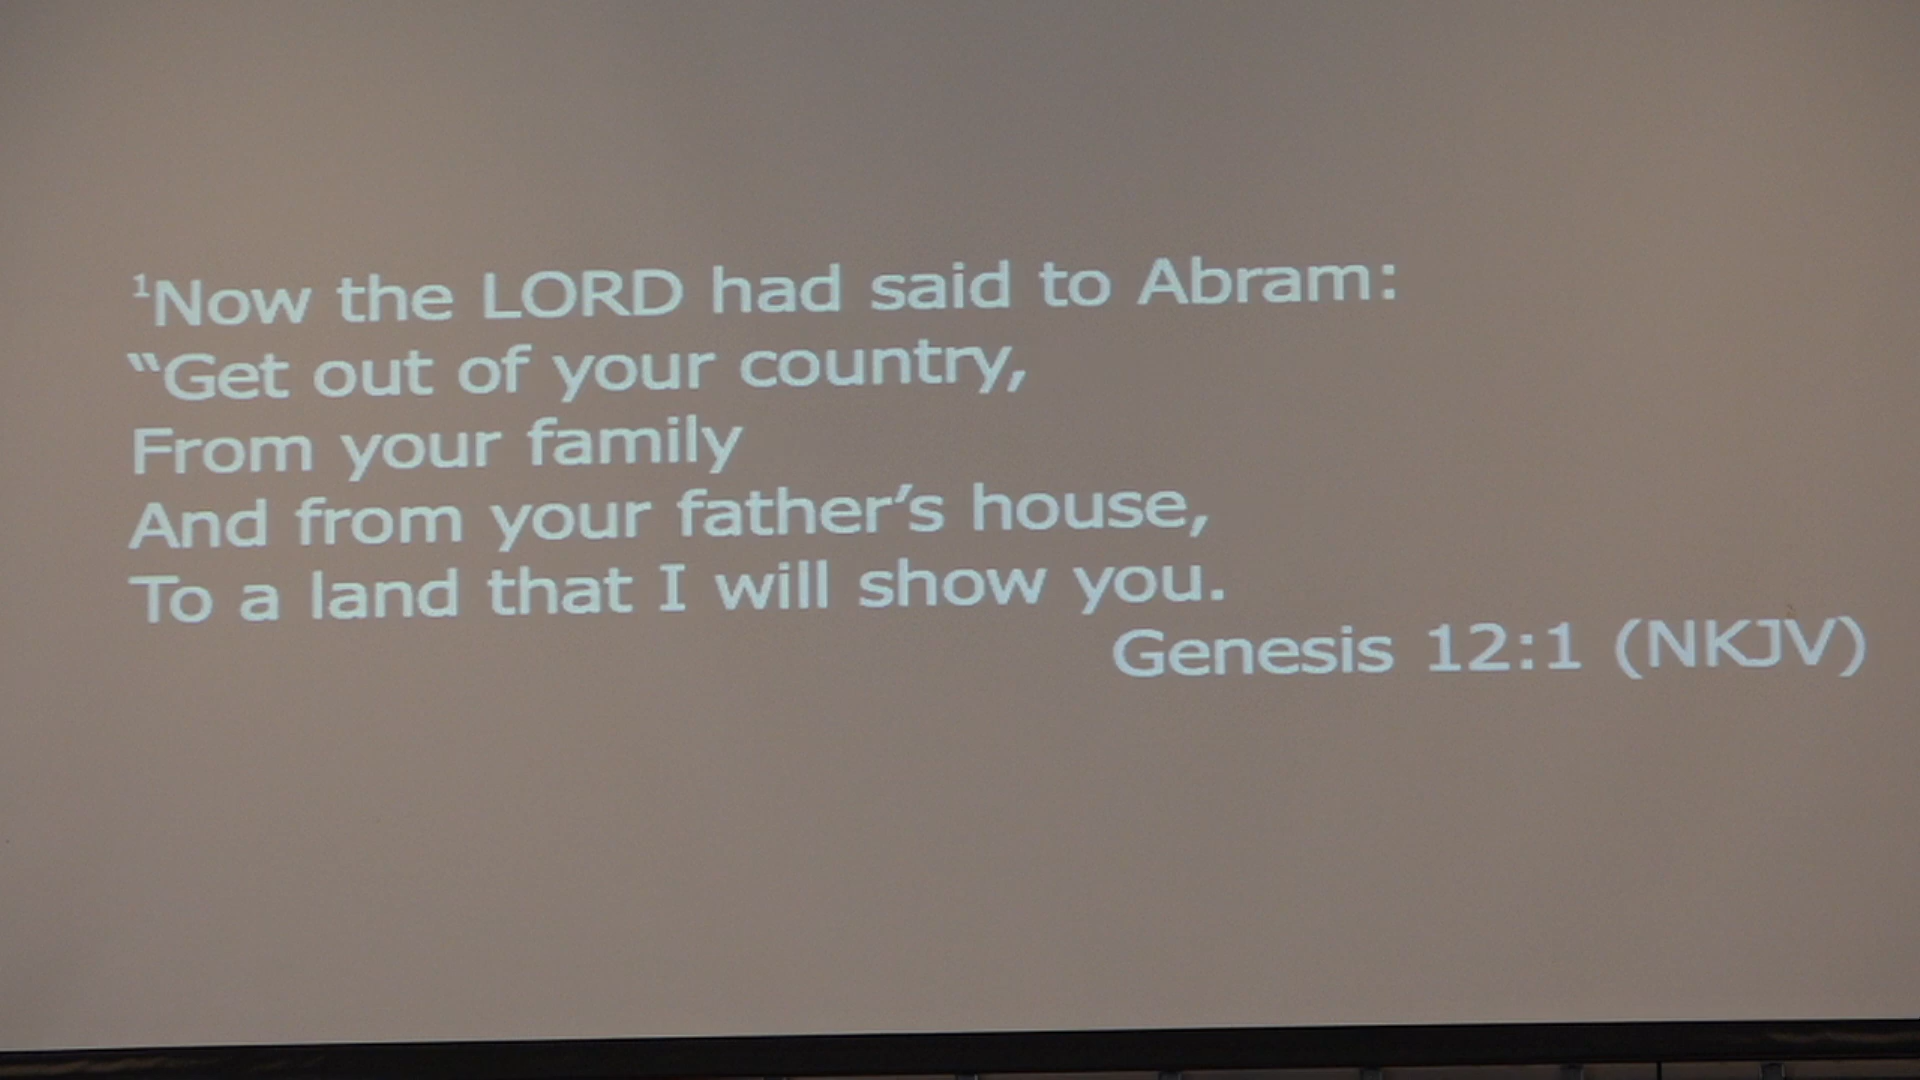 ¹Now the LORD had said to Abram:
“Get out of your country,
From your family
And from your father’s house,
To a land that I will show you.
Genesis 12:1 (NKJV)